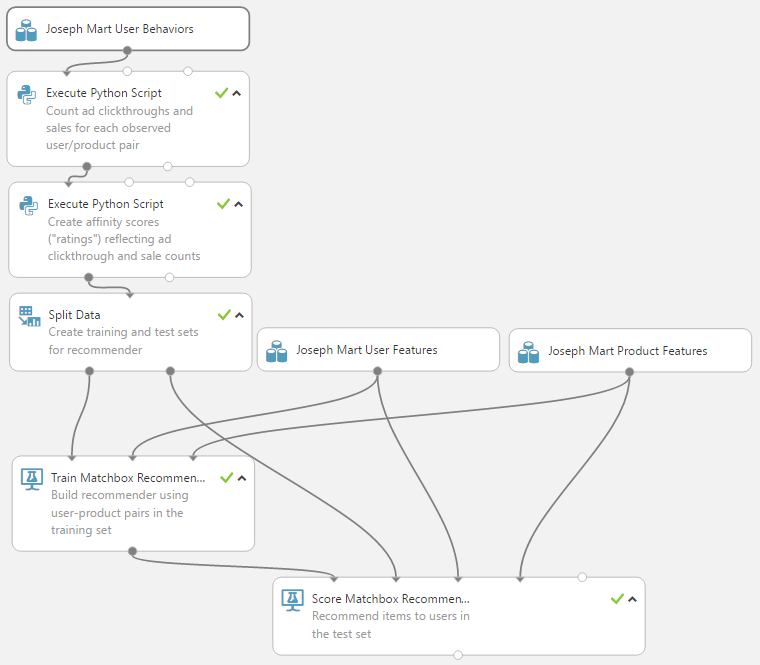 Joseph Mart User Behaviors
Execute Python Script
Count ad clickthroughs and
sales for each observed
user/product pair
Execute Python Script
Create affinity scores
("ratings") reflecting ad
clickthrough and sale counts
Split Data
Create training and test sets
for recommender
Joseph Mart User Features
Joseph Mart Product Features
Train Matchbox Recommen...
Build recommender using
user-product pairs in the
training set
Score Matchbox Recommen...
Recommend items to users in
the test set